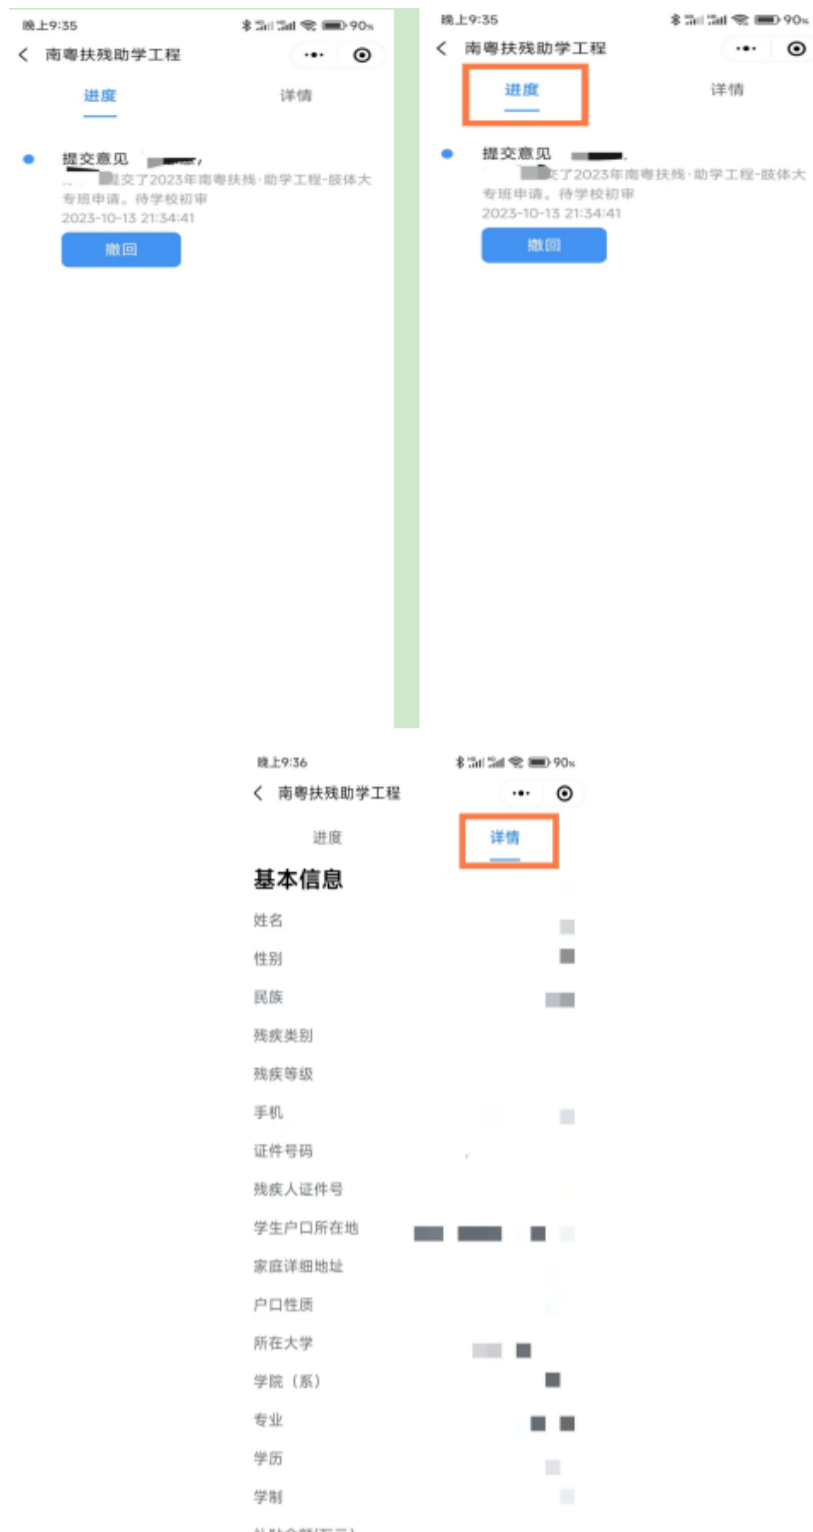 晚上9:35
90%
南粤扶残助学工程
进度
详情
提交意见
提交了2023年南粤扶残·助学工程-肢体大
专班申请。待学校初审
2023-10-13 21:34:41
撤回
晚上9:35
90%
南粤扶残助学工程
进度
详情
提交意见
交了2023年南粤扶残·助学工程-肢体大
专班申请。待学校初审
2023-10-13 21:34:41
撤回
晚上9:36
90%
南粤扶残助学工程
进度
详情
基本信息
姓名
性别
民族
残疾类别
残疾等级
手机
证件号码
残疾人证件号
学生户口所在地
家庭详细地址
户口性质
所在大学
学院（系）
专业
学历
学制